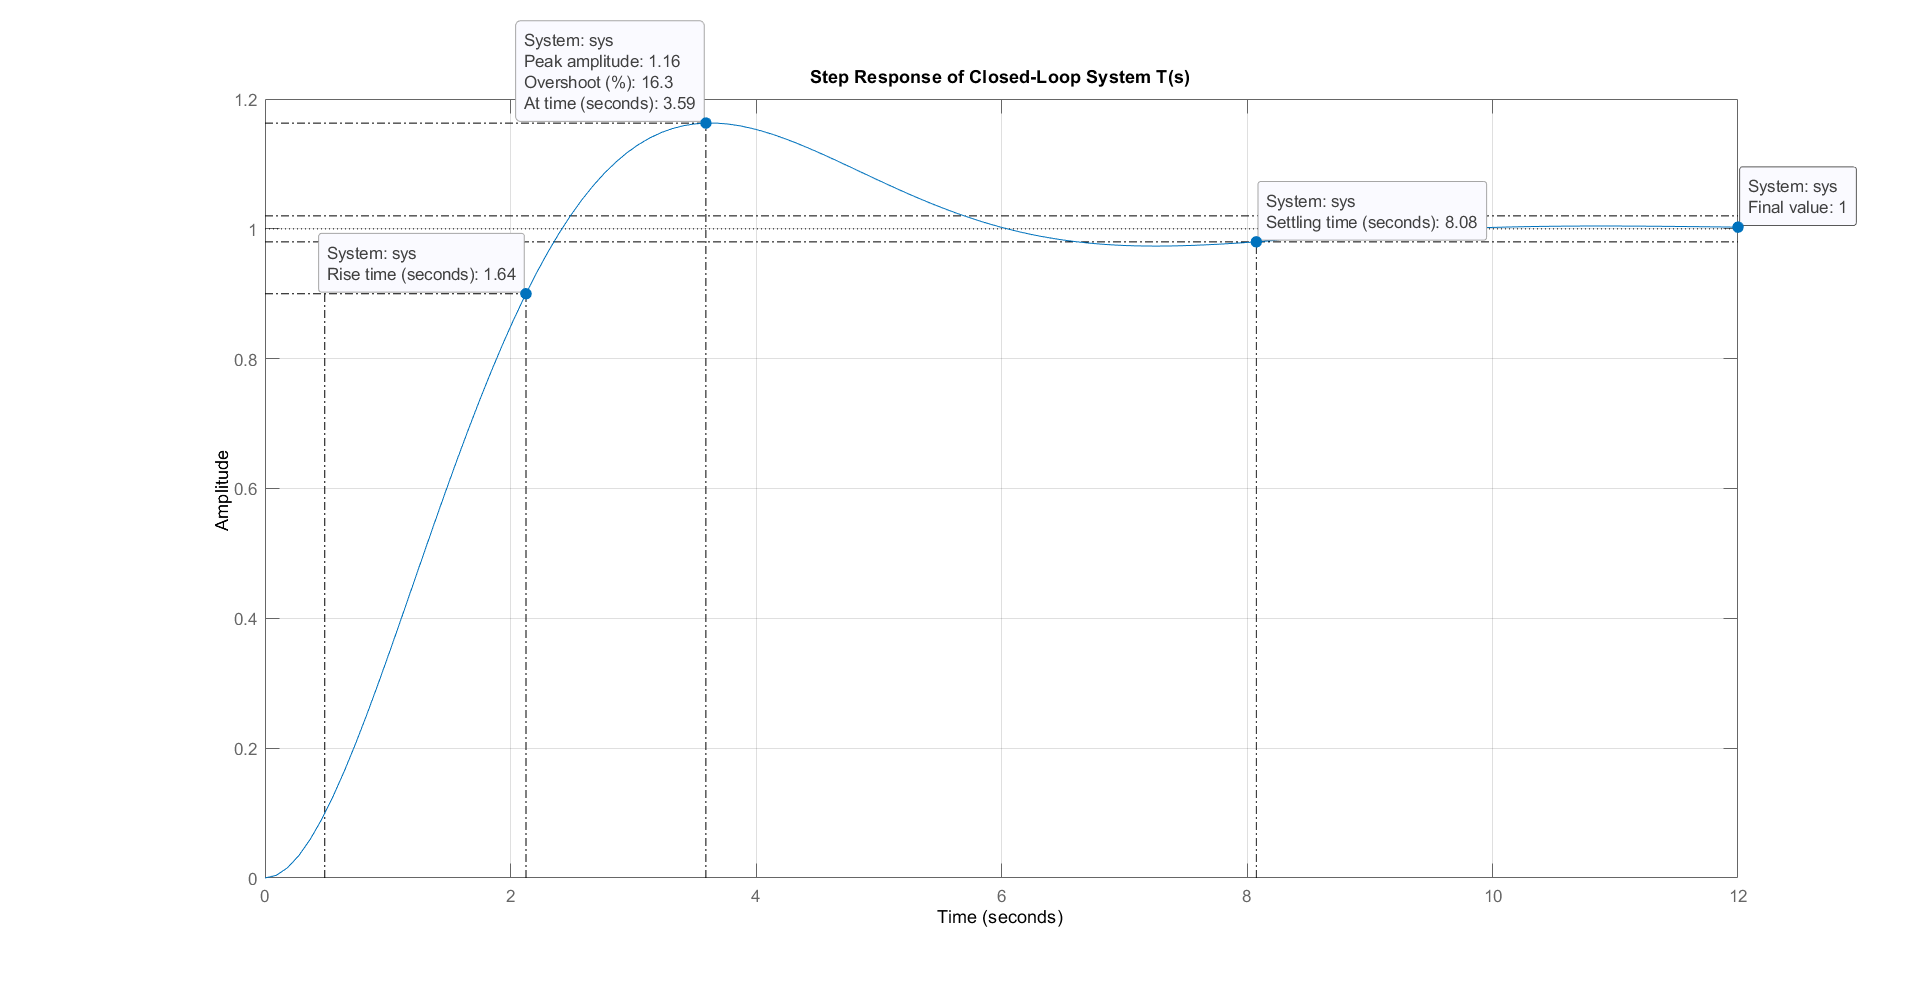 System: sys
Peak amplitude: 1.16
Overshoot (%): 16.3
At time (seconds): 3.59
Step Response of Closed-Loop System T(s)
System: sys
Final value: 1
System: sys
Settling time (seconds): 8.08
System: sys
Rise time (seconds): 1.64
1.2
1
0.8
0.6
0.4
0.2
0
Amplitude
0 2 4 6 8 10 12
Time (seconds)